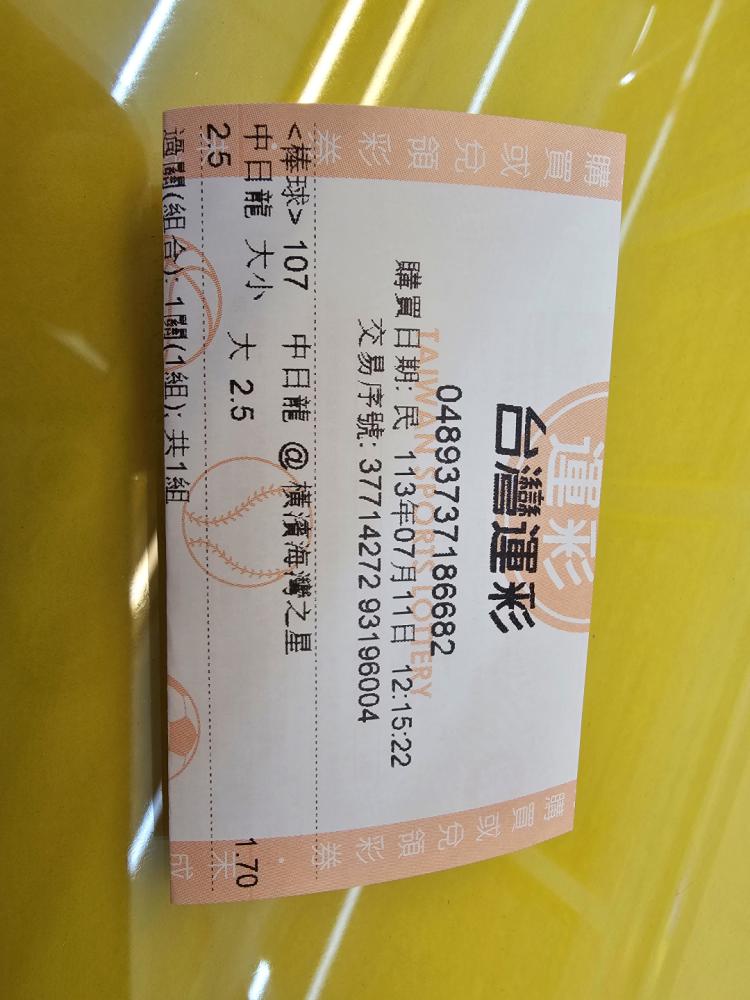 購買或兌領彩券・未成
運彩
台灣運彩
TAIWAN SPORTS LOTTERY
04893737186682
購買日期: 民 113年07月11日 12:15:22
交易序號: 37714272 93196004
<棒球> 107 中日龍 @ 橫濱海灣之星
中日龍 大小 大 2.5 1.70
2.5
過關(組合): 1關(1組); 共1組
購買或兌領彩券